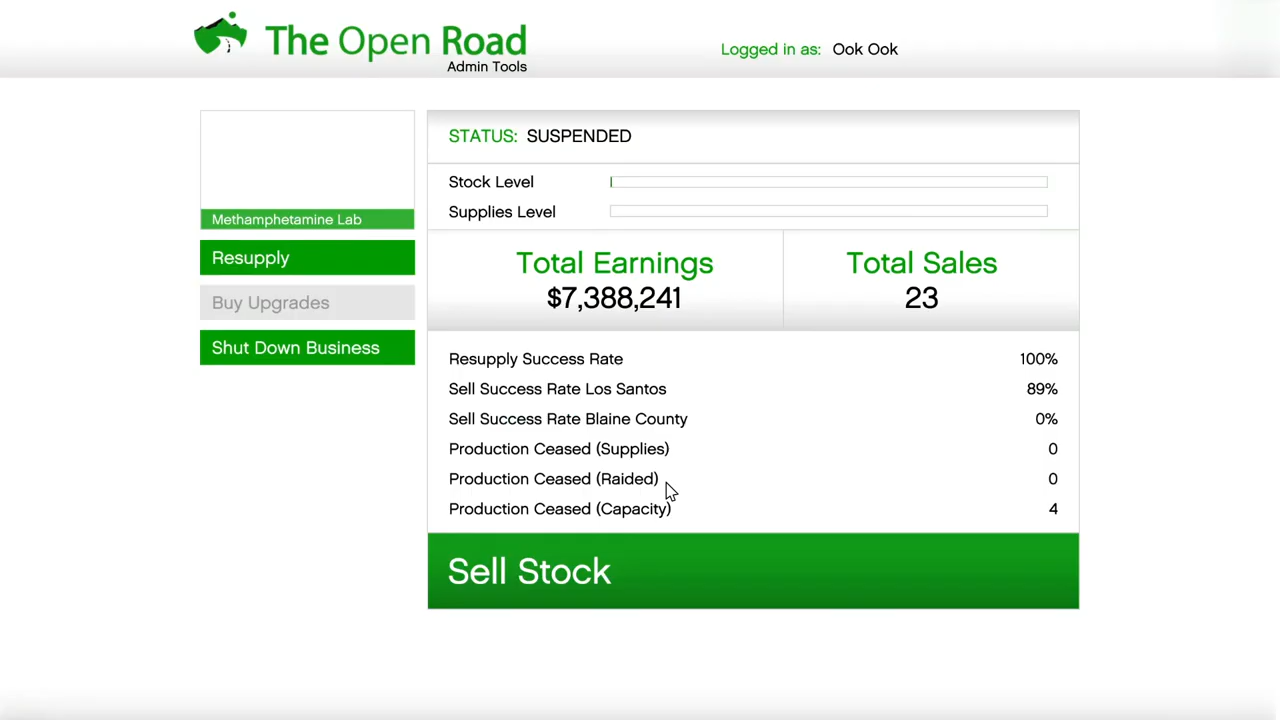 The Open Road
Admin Tools
Logged in as: Ook Ook
Methamphetamine Lab
Resupply
Buy Upgrades
Shut Down Business
STATUS: SUSPENDED
Stock Level
Supplies Level
Total Earnings
$7,388,241
Total Sales
23
Resupply Success Rate 100%
Sell Success Rate Los Santos 89%
Sell Success Rate Blaine County 0%
Production Ceased (Supplies) 0
Production Ceased (Raided) 0
Production Ceased (Capacity) 4
Sell Stock